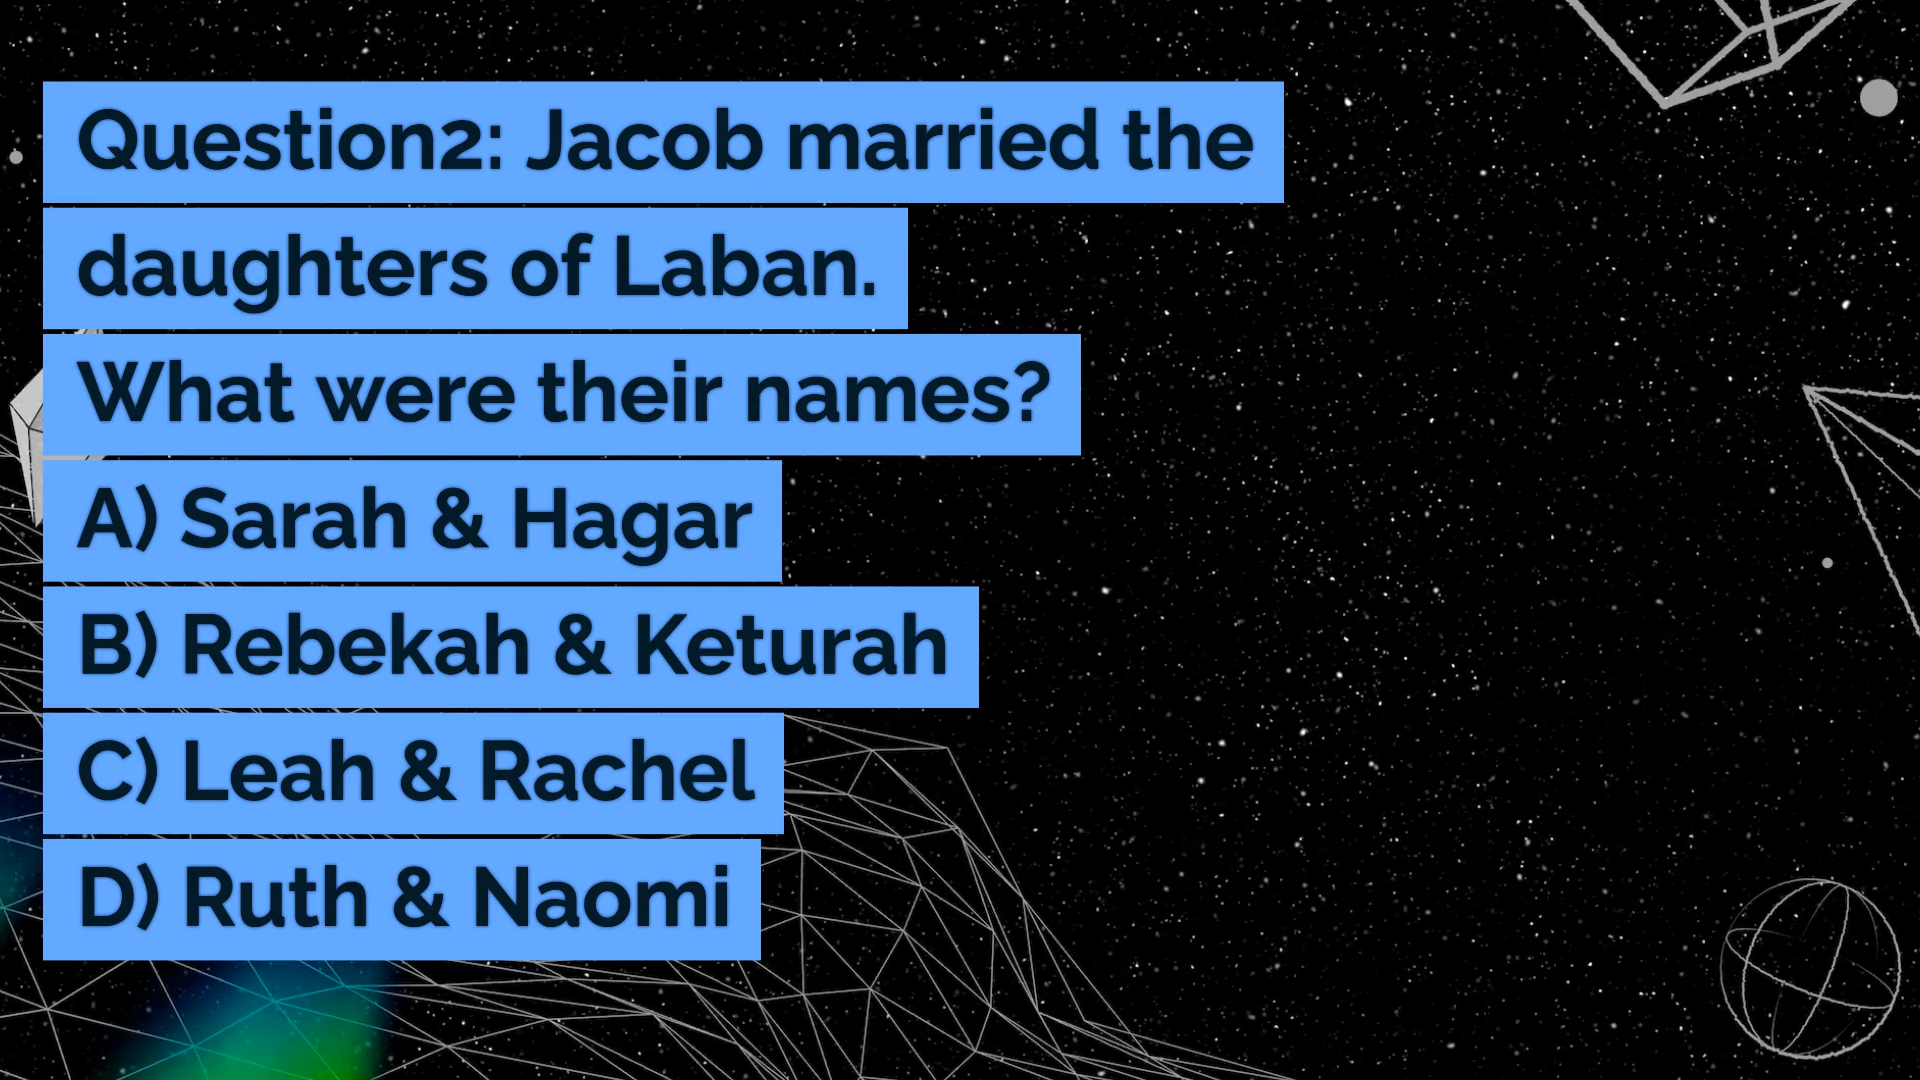 Question2: Jacob married the
daughters of Laban.
What were their names?
A) Sarah & Hagar
B) Rebekah & Keturah
C) Leah & Rachel
D) Ruth & Naomi